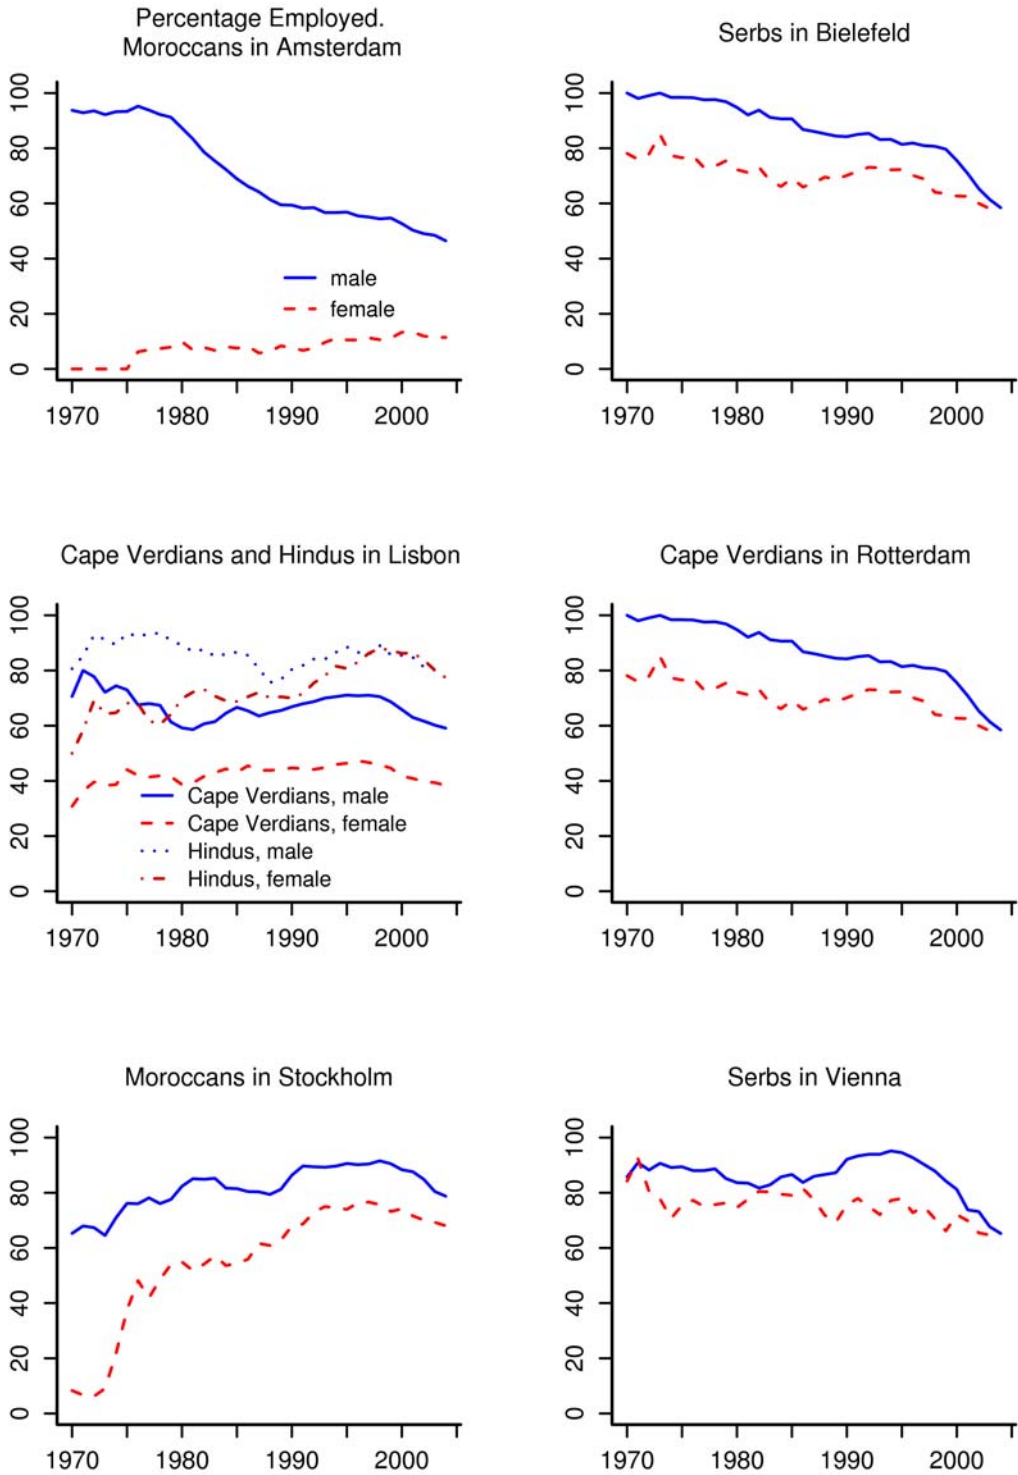 Percentage Employed.
Moroccans in Amsterdam
100
80
60
40
20
0
male
female
1970 1980 1990 2000
Serbs in Bielefeld
100
80
60
40
20
0
1970 1980 1990 2000
Cape Verdians and Hindus in Lisbon
100
80
60
40
20
0
Cape Verdians, male
Cape Verdians, female
Hindus, male
Hindus, female
1970 1980 1990 2000
Cape Verdians in Rotterdam
100
80
60
40
20
0
1970 1980 1990 2000
Moroccans in Stockholm
100
80
60
40
20
0
1970 1980 1990 2000
Serbs in Vienna
100
80
60
40
20
0
1970 1980 1990 2000